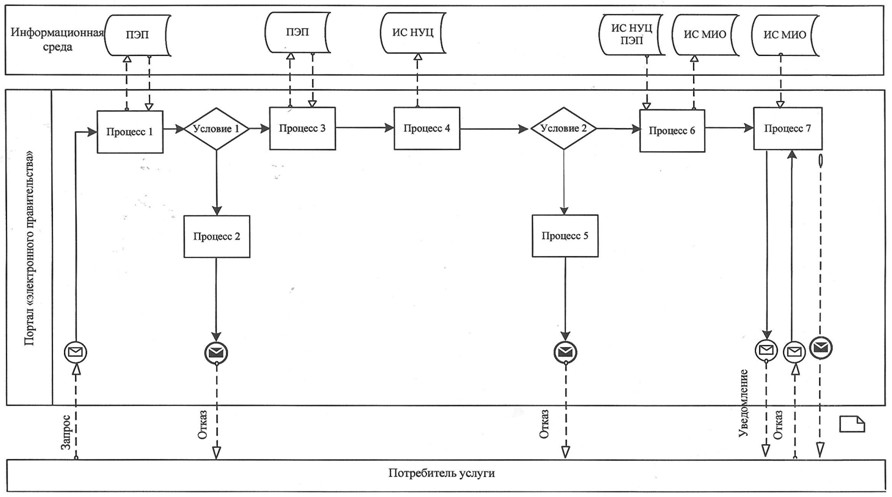 Информационная
среда
ПЭП
ПЭП
ИС НУЦ
ИС НУЦ
ПЭП
ИС МИО
ИС МИО
Портал «электронного правительства»
Процесс 1
Условие 1
Процесс 3
Процесс 4
Условие 2
Процесс 6
Процесс 7
Процесс 2
Процесс 5
Запрос
Отказ
Отказ
Уведомление
Отказ
Потребитель услуги